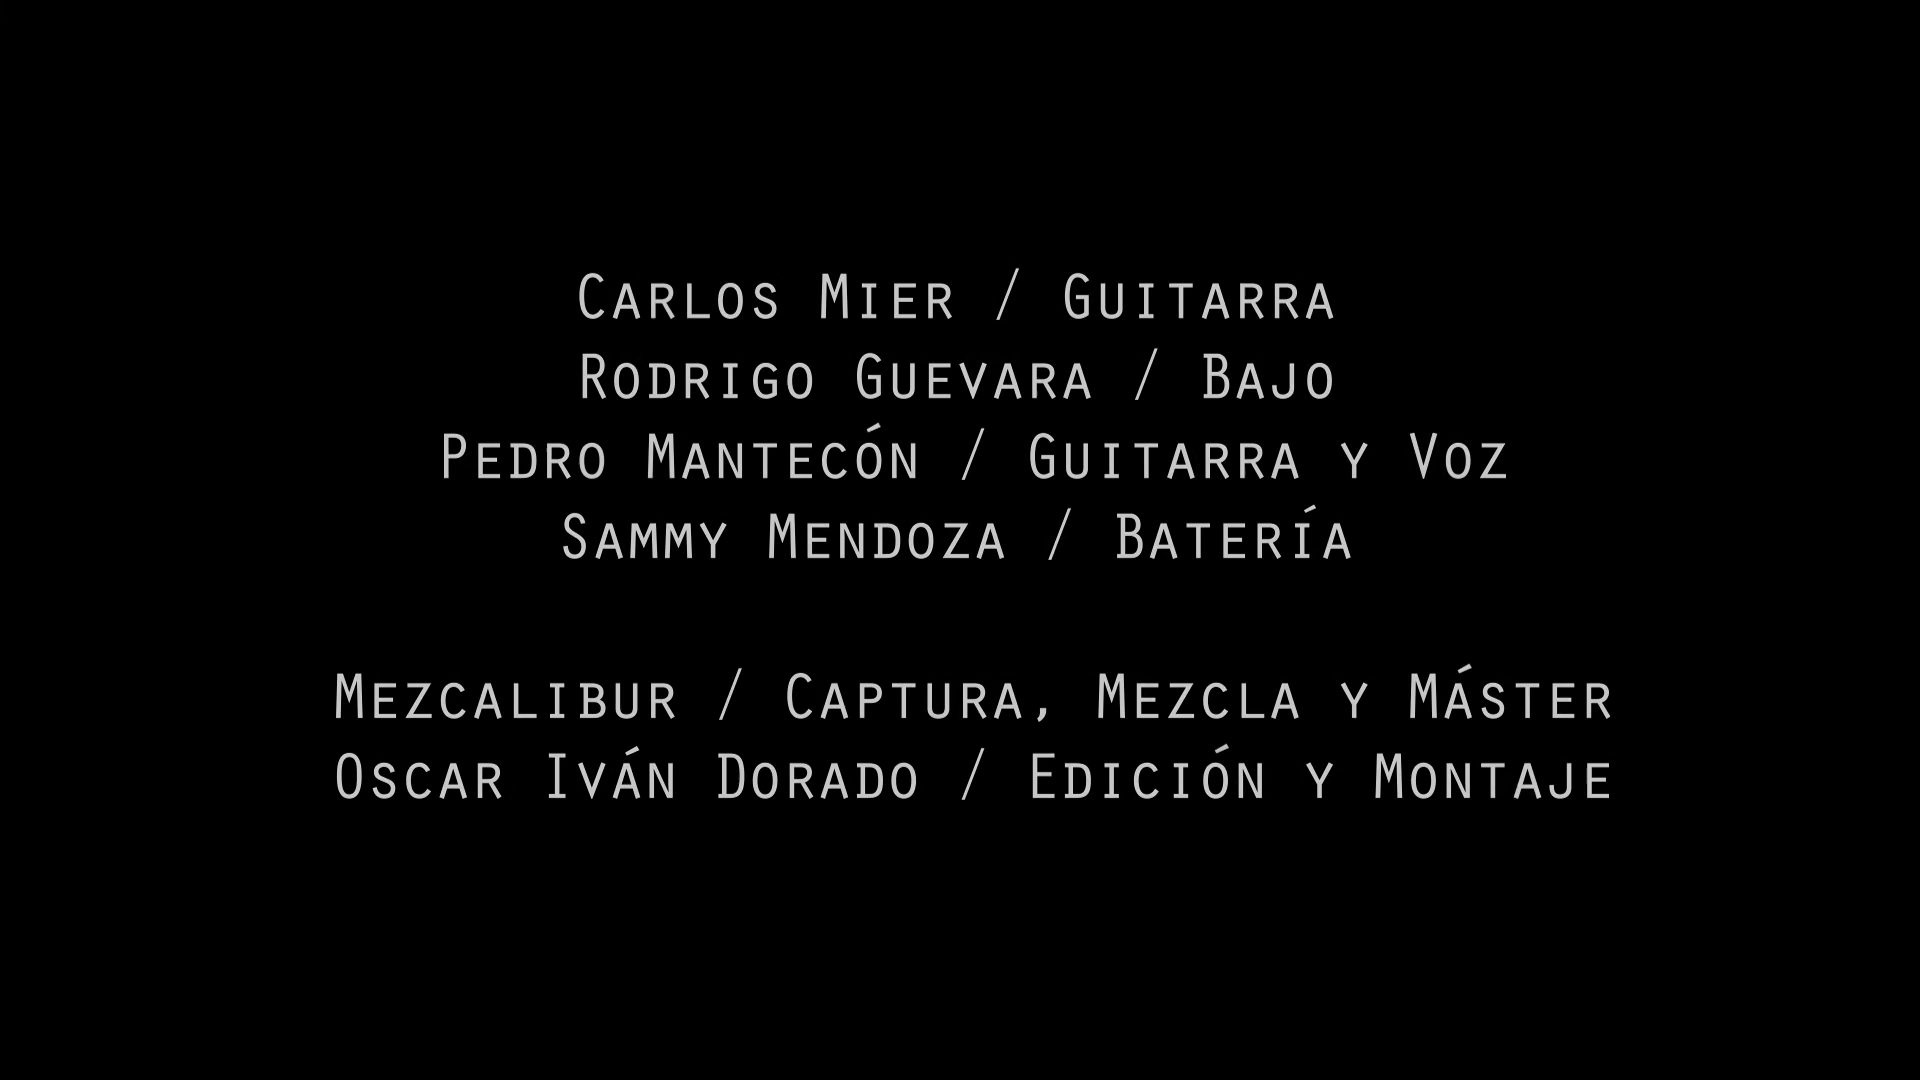 Carlos Mier / Guitarra
Rodrigo Guevara / Bajo
Pedro Mantecón / Guitarra y Voz
Sammy Mendoza / Batería
Mezcalibur / Captura, Mezcla y Máster
Oscar Iván Dorado / Edición y Montaje